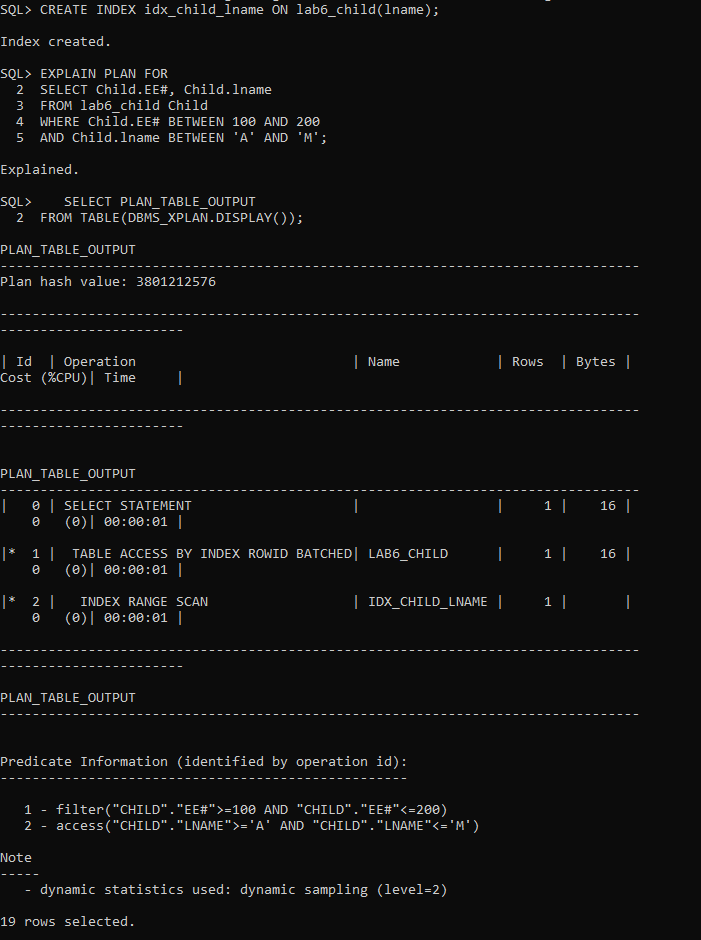 SQL> CREATE INDEX idx_child_lname ON lab6_child(lname);
Index created.
SQL> EXPLAIN PLAN FOR
  2  SELECT Child.EE#, Child.lname
  3  FROM lab6_child Child
  4  WHERE Child.EE# BETWEEN 100 AND 200
  5  AND Child.lname BETWEEN 'A' AND 'M';
Explained.
SQL>    SELECT PLAN_TABLE_OUTPUT
  2  FROM TABLE(DBMS_XPLAN.DISPLAY());
PLAN_TABLE_OUTPUT
--------------------------------------------------------------------------------
Plan hash value: 3801212576
--------------------------------------------------------------------------------
-----------------------
| Id  | Operation                           | Name            | Rows  | Bytes |
Cost (%CPU)| Time     |
--------------------------------------------------------------------------------
-----------------------
PLAN_TABLE_OUTPUT
--------------------------------------------------------------------------------
|   0 | SELECT STATEMENT                    |                 |     1 |    16 |
    0   (0)| 00:00:01 |
|*  1 |  TABLE ACCESS BY INDEX ROWID BATCHED| LAB6_CHILD      |     1 |    16 |
    0   (0)| 00:00:01 |
|*  2 |   INDEX RANGE SCAN                  | IDX_CHILD_LNAME |     1 |       |
    0   (0)| 00:00:01 |
--------------------------------------------------------------------------------
-----------------------
PLAN_TABLE_OUTPUT
--------------------------------------------------------------------------------
Predicate Information (identified by operation id):
---------------------------------------------------
   1 - filter("CHILD"."EE#">=100 AND "CHILD"."EE#"<=200)
   2 - access("CHILD"."LNAME">='A' AND "CHILD"."LNAME"<='M')
Note
-----
   - dynamic statistics used: dynamic sampling (level=2)
19 rows selected.